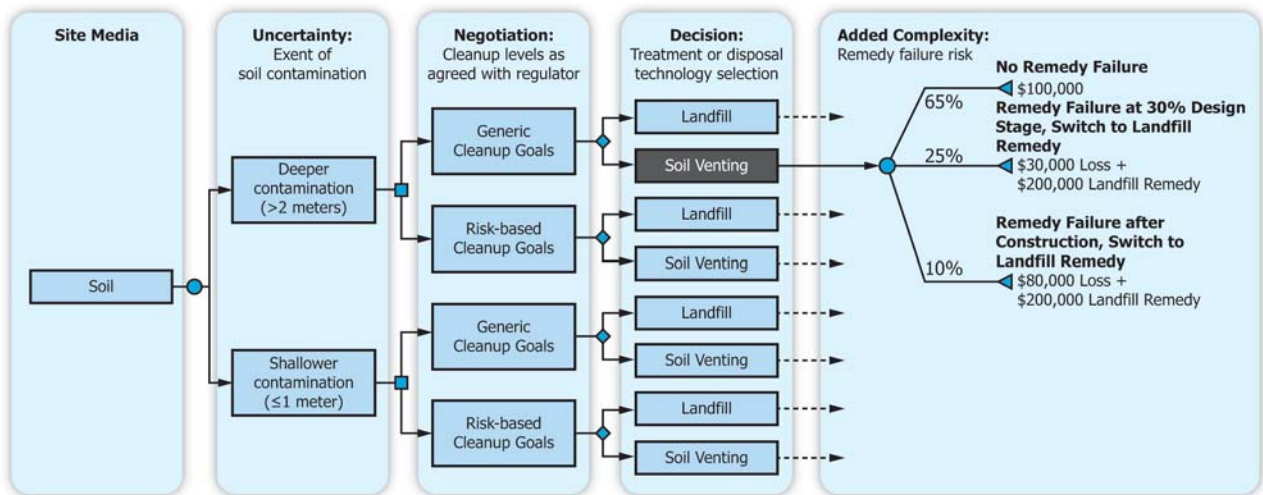 Site Media
Uncertainty:
Exent of
soil contamination
Negotiation:
Cleanup levels as
agreed with regulator
Decision:
Treatment or disposal
technology selection
Added Complexity:
Remedy failure risk
Soil
Deeper
contamination
(>2 meters)
Shallower
contamination
(≤1 meter)
Generic
Cleanup Goals
Risk-based
Cleanup Goals
Generic
Cleanup Goals
Risk-based
Cleanup Goals
Landfill
Soil Venting
Landfill
Soil Venting
Landfill
Soil Venting
Landfill
Soil Venting
65%
No Remedy Failure
$100,000
25%
Remedy Failure at 30% Design
Stage, Switch to Landfill
Remedy
$30,000 Loss +
$200,000 Landfill Remedy
10%
Remedy Failure after
Construction, Switch to
Landfill Remedy
$80,000 Loss +
$200,000 Landfill Remedy